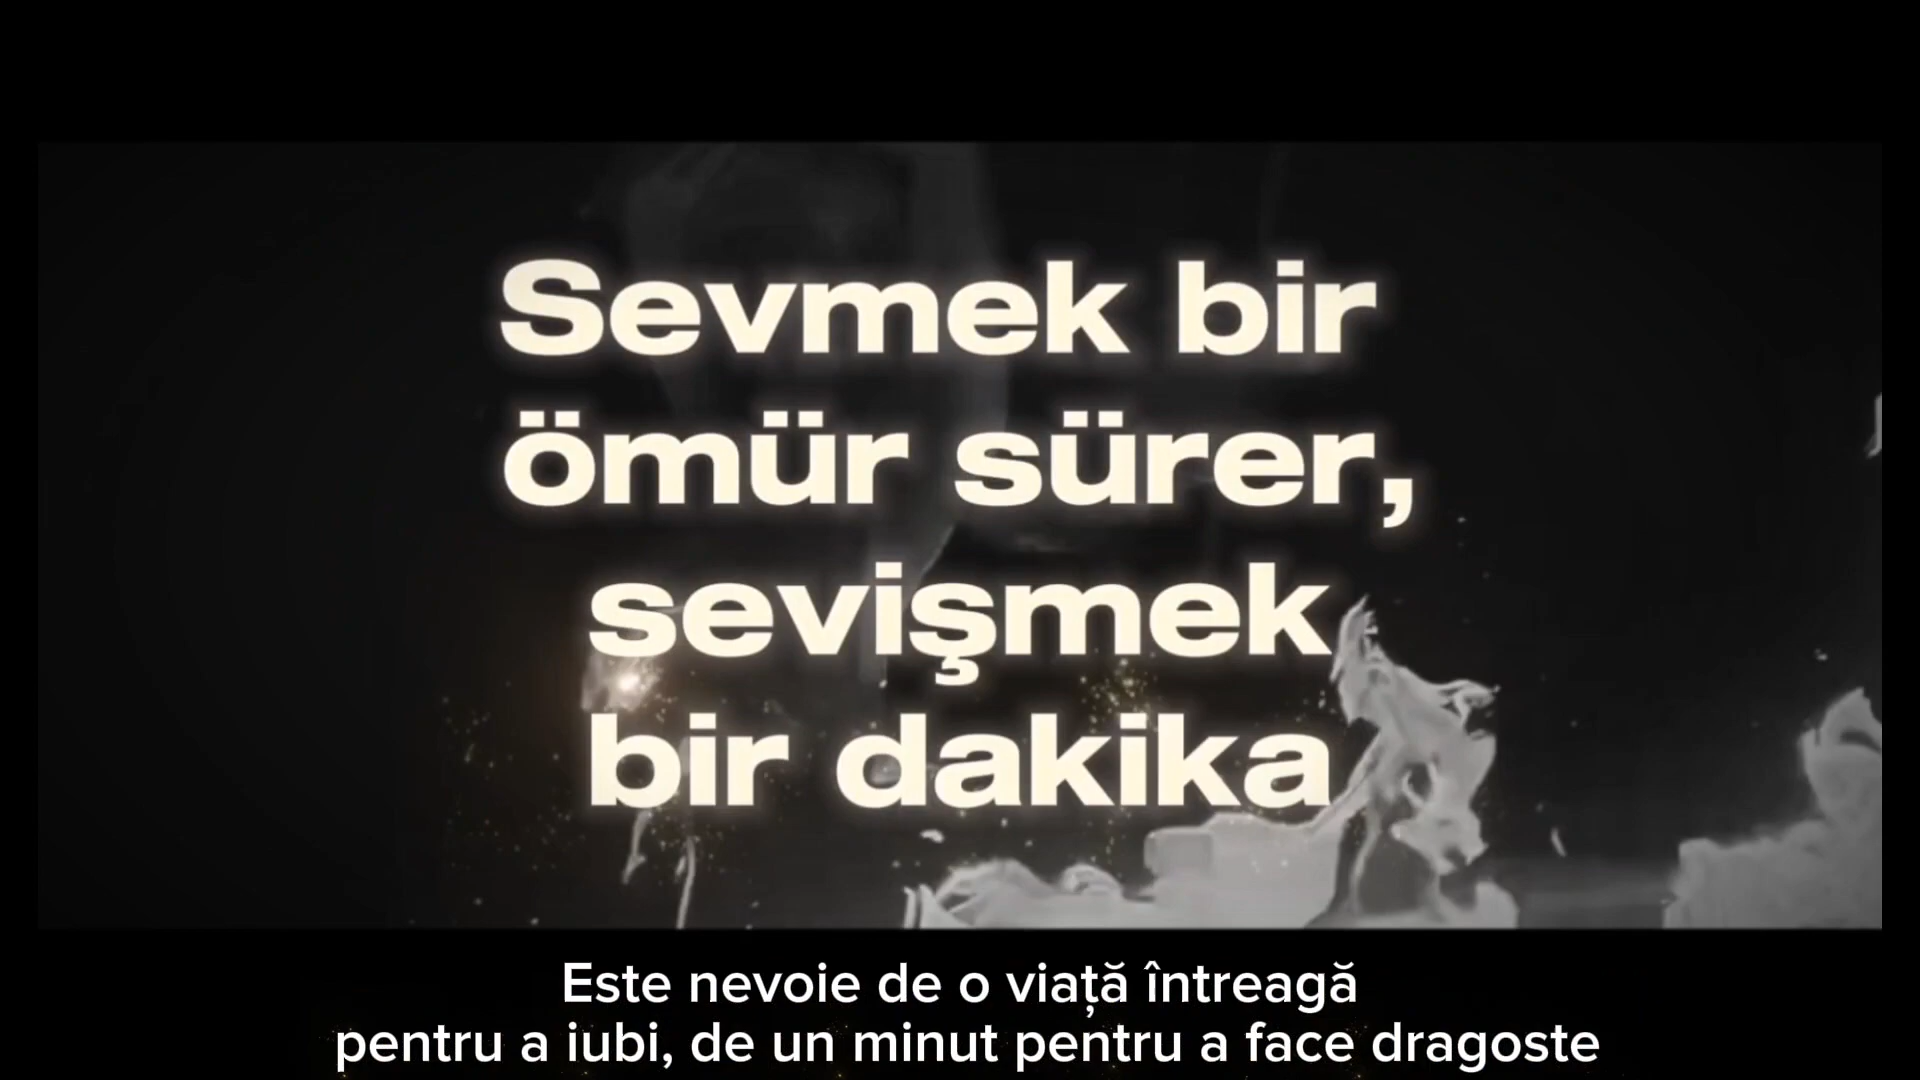 Sevmek bir
ömür sürer,
sevişmek
bir dakika
Este nevoie de o viață întreagă
pentru a iubi, de un minut pentru a face dragoste